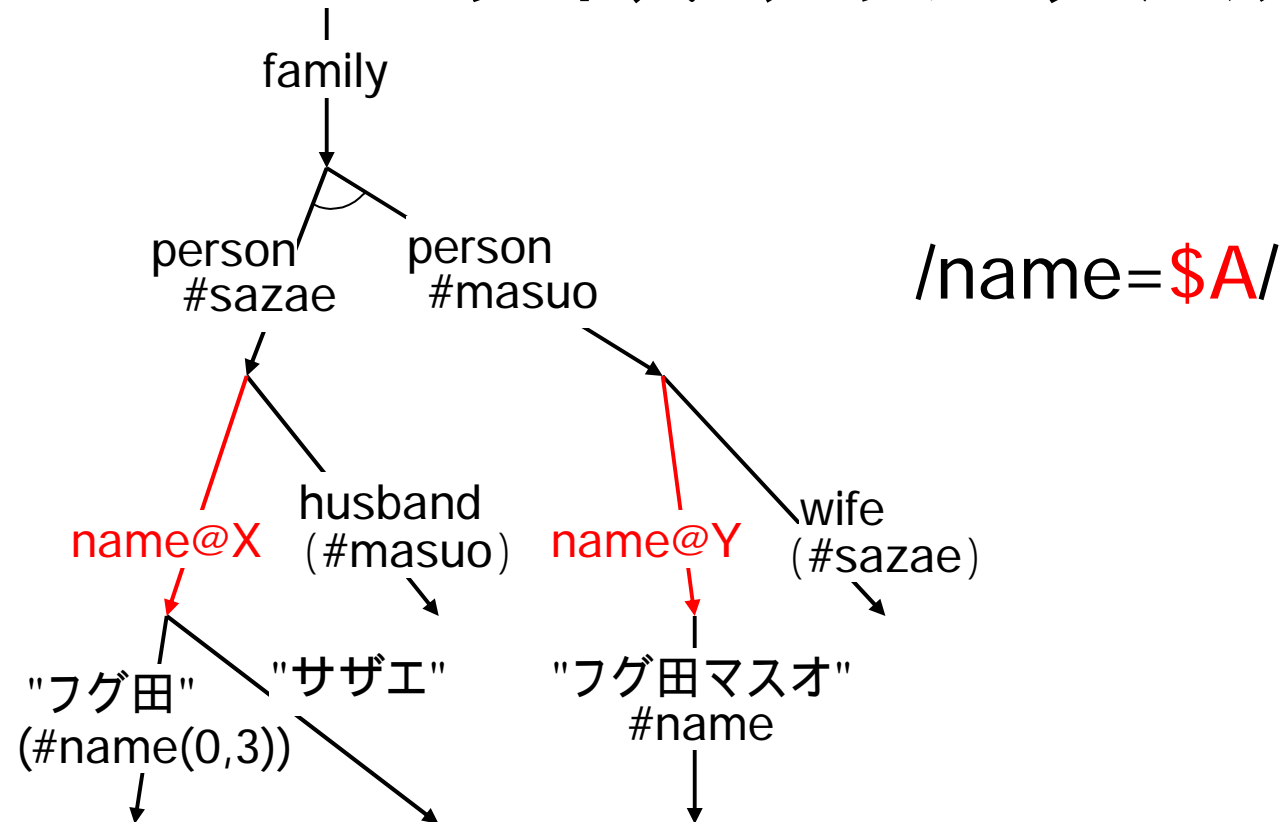 family
person
#sazae
person
#masuo
/name=$A/
name@X
husband
(#masuo)
name@Y
wife
(#sazae)
"フグ田"
(#name(0,3))
"サザエ"
"フグ田マスオ"
#name